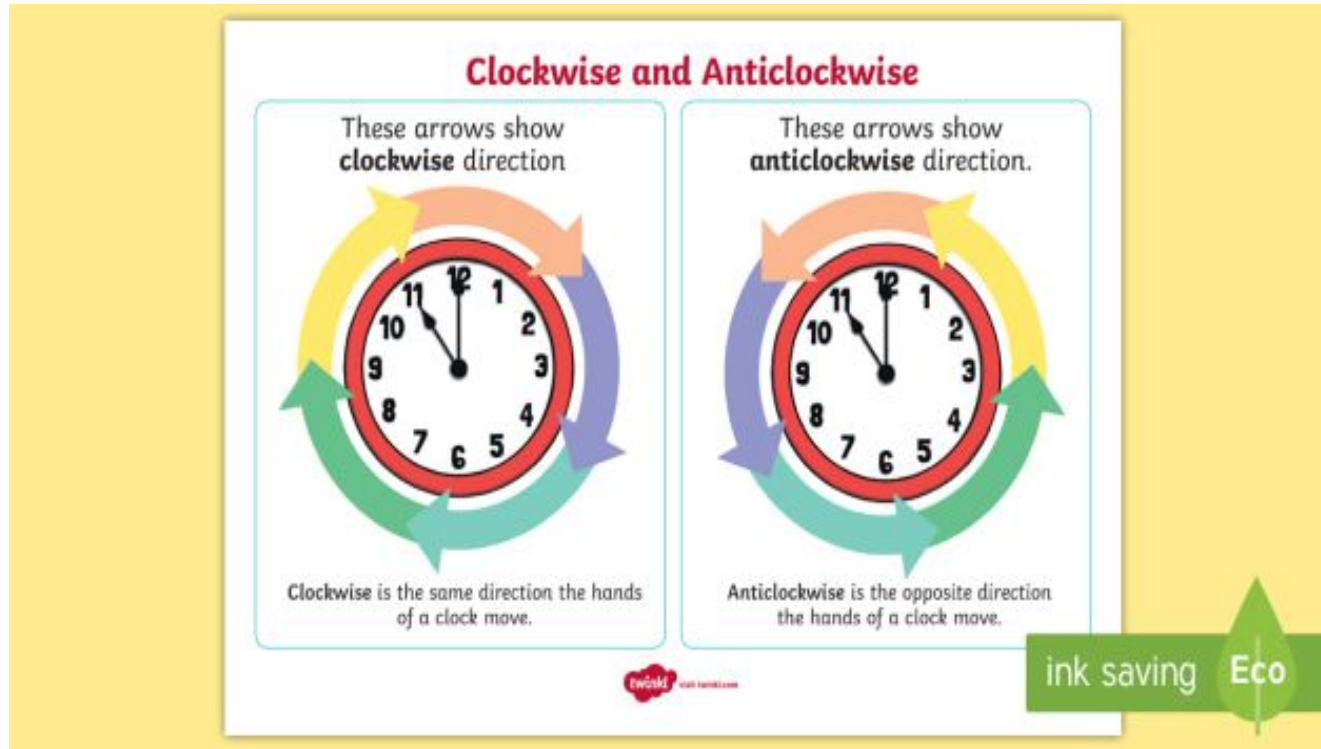 Clockwise and Anticlockwise
These arrows show
clockwise direction
12
1
2
3
4
5
6
7
8
9
10
11
Clockwise is the same direction the hands
of a clock move.
These arrows show
anticlockwise direction.
12
1
2
3
4
5
6
7
8
9
10
11
Anticlockwise is the opposite direction
the hands of a clock move.
twinkl visit twinkl.com
ink saving Eco